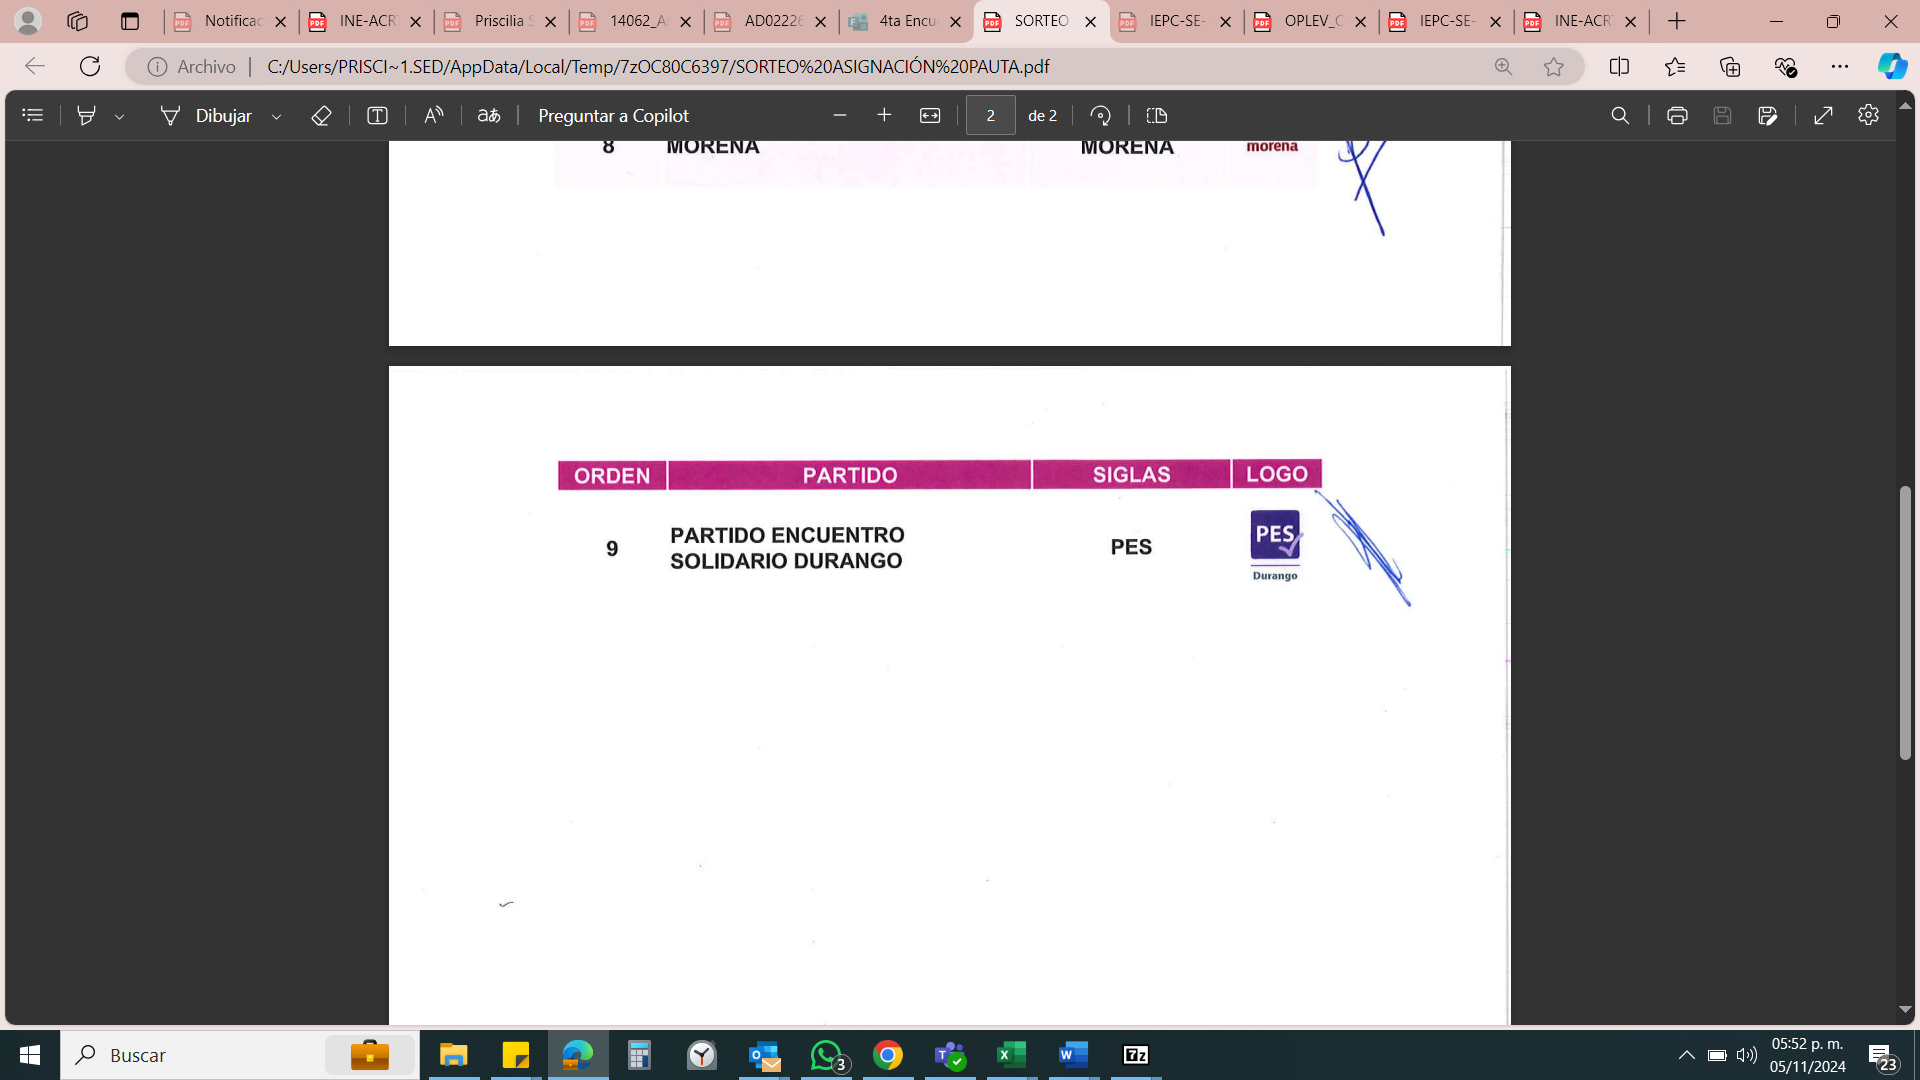 Notificac
INE-ACR
Priscilia S
14062_A
AD02226
4ta Encu
SORTEO
IEPC-SE-
OPLEV_C
IEPC-SE-
INE-ACR
Archivo
C:/Users/PRISCI~1.SED/AppData/Local/Temp/7zOC80C6397/SORTEO%20ASIGNACIÓN%20PAUTA.pdf
Dibujar
Preguntar a Copilot
2
de 2
8 MORENA MORENA morena
ORDEN PARTIDO SIGLAS LOGO
9
PARTIDO ENCUENTRO
SOLIDARIO DURANGO
PES
PES
Durango
Buscar
3
7z
05:52 p. m.
05/11/2024
23